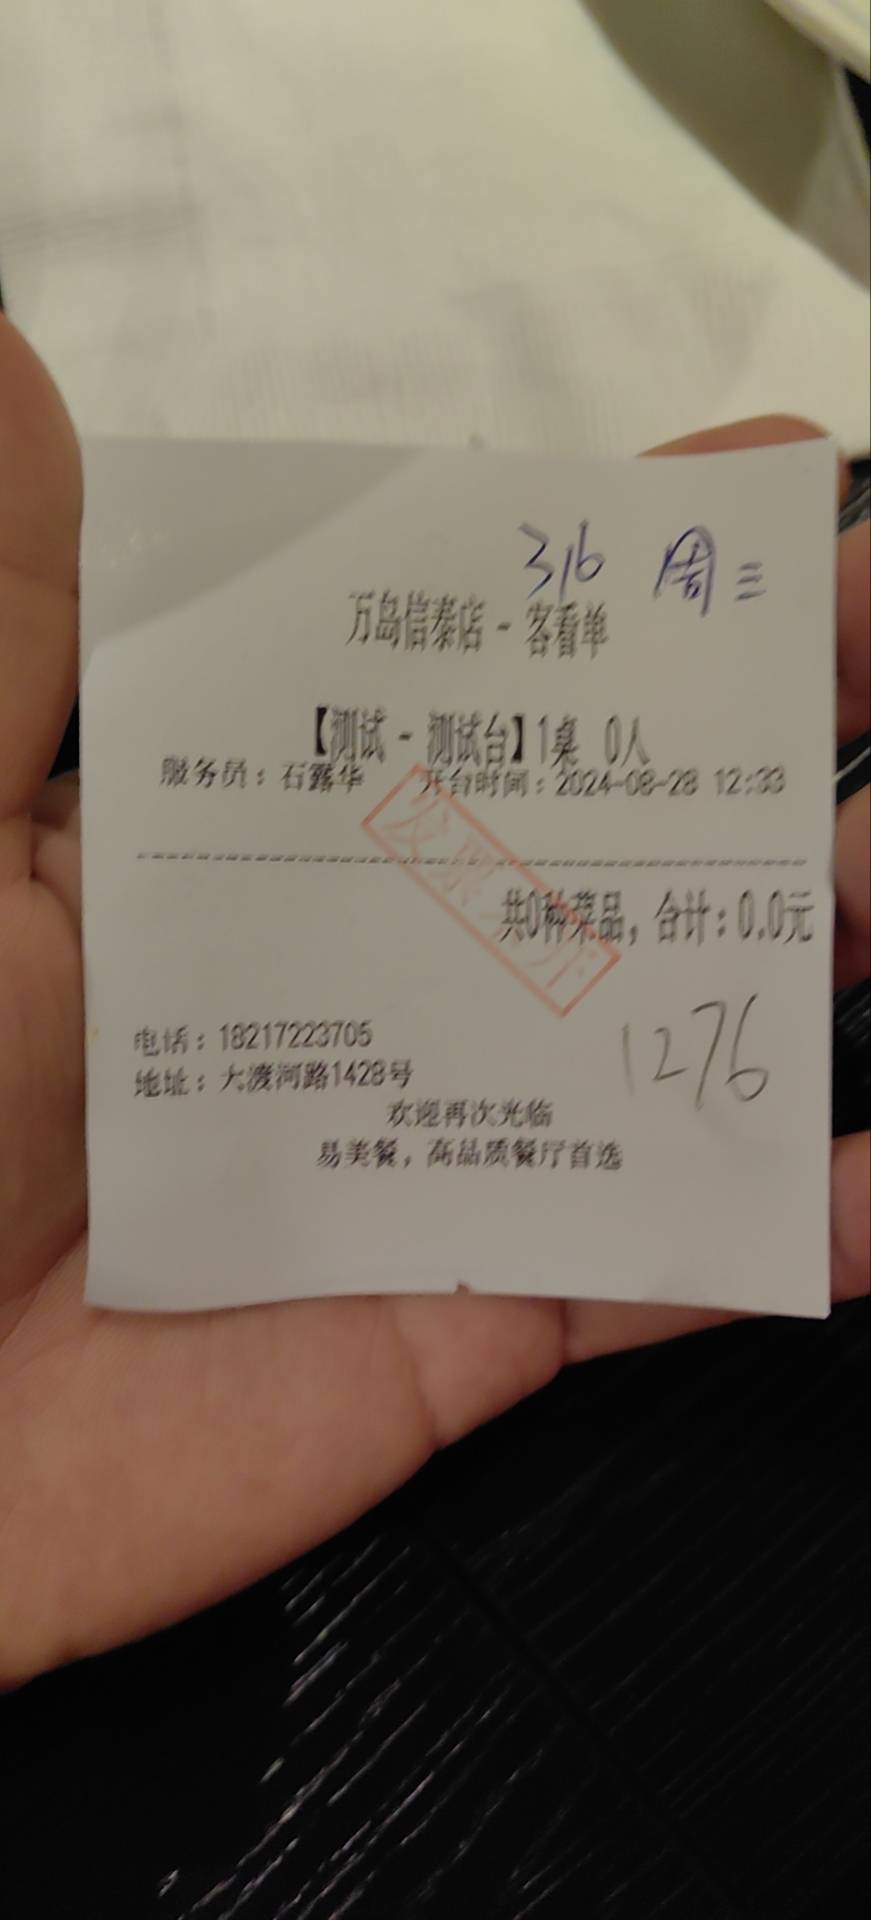 316 周三
万岛信泰店 - 客看单
【测试 - 测试台】1桌 0人
服务员：石露华 开台时间：2024-08-28 12:33
发票已开
共0种菜品，合计：0.0元
1276
电话：18217223705
地址：大渡河路1428号
欢迎再次光临
易美餐，高品质餐厅首选